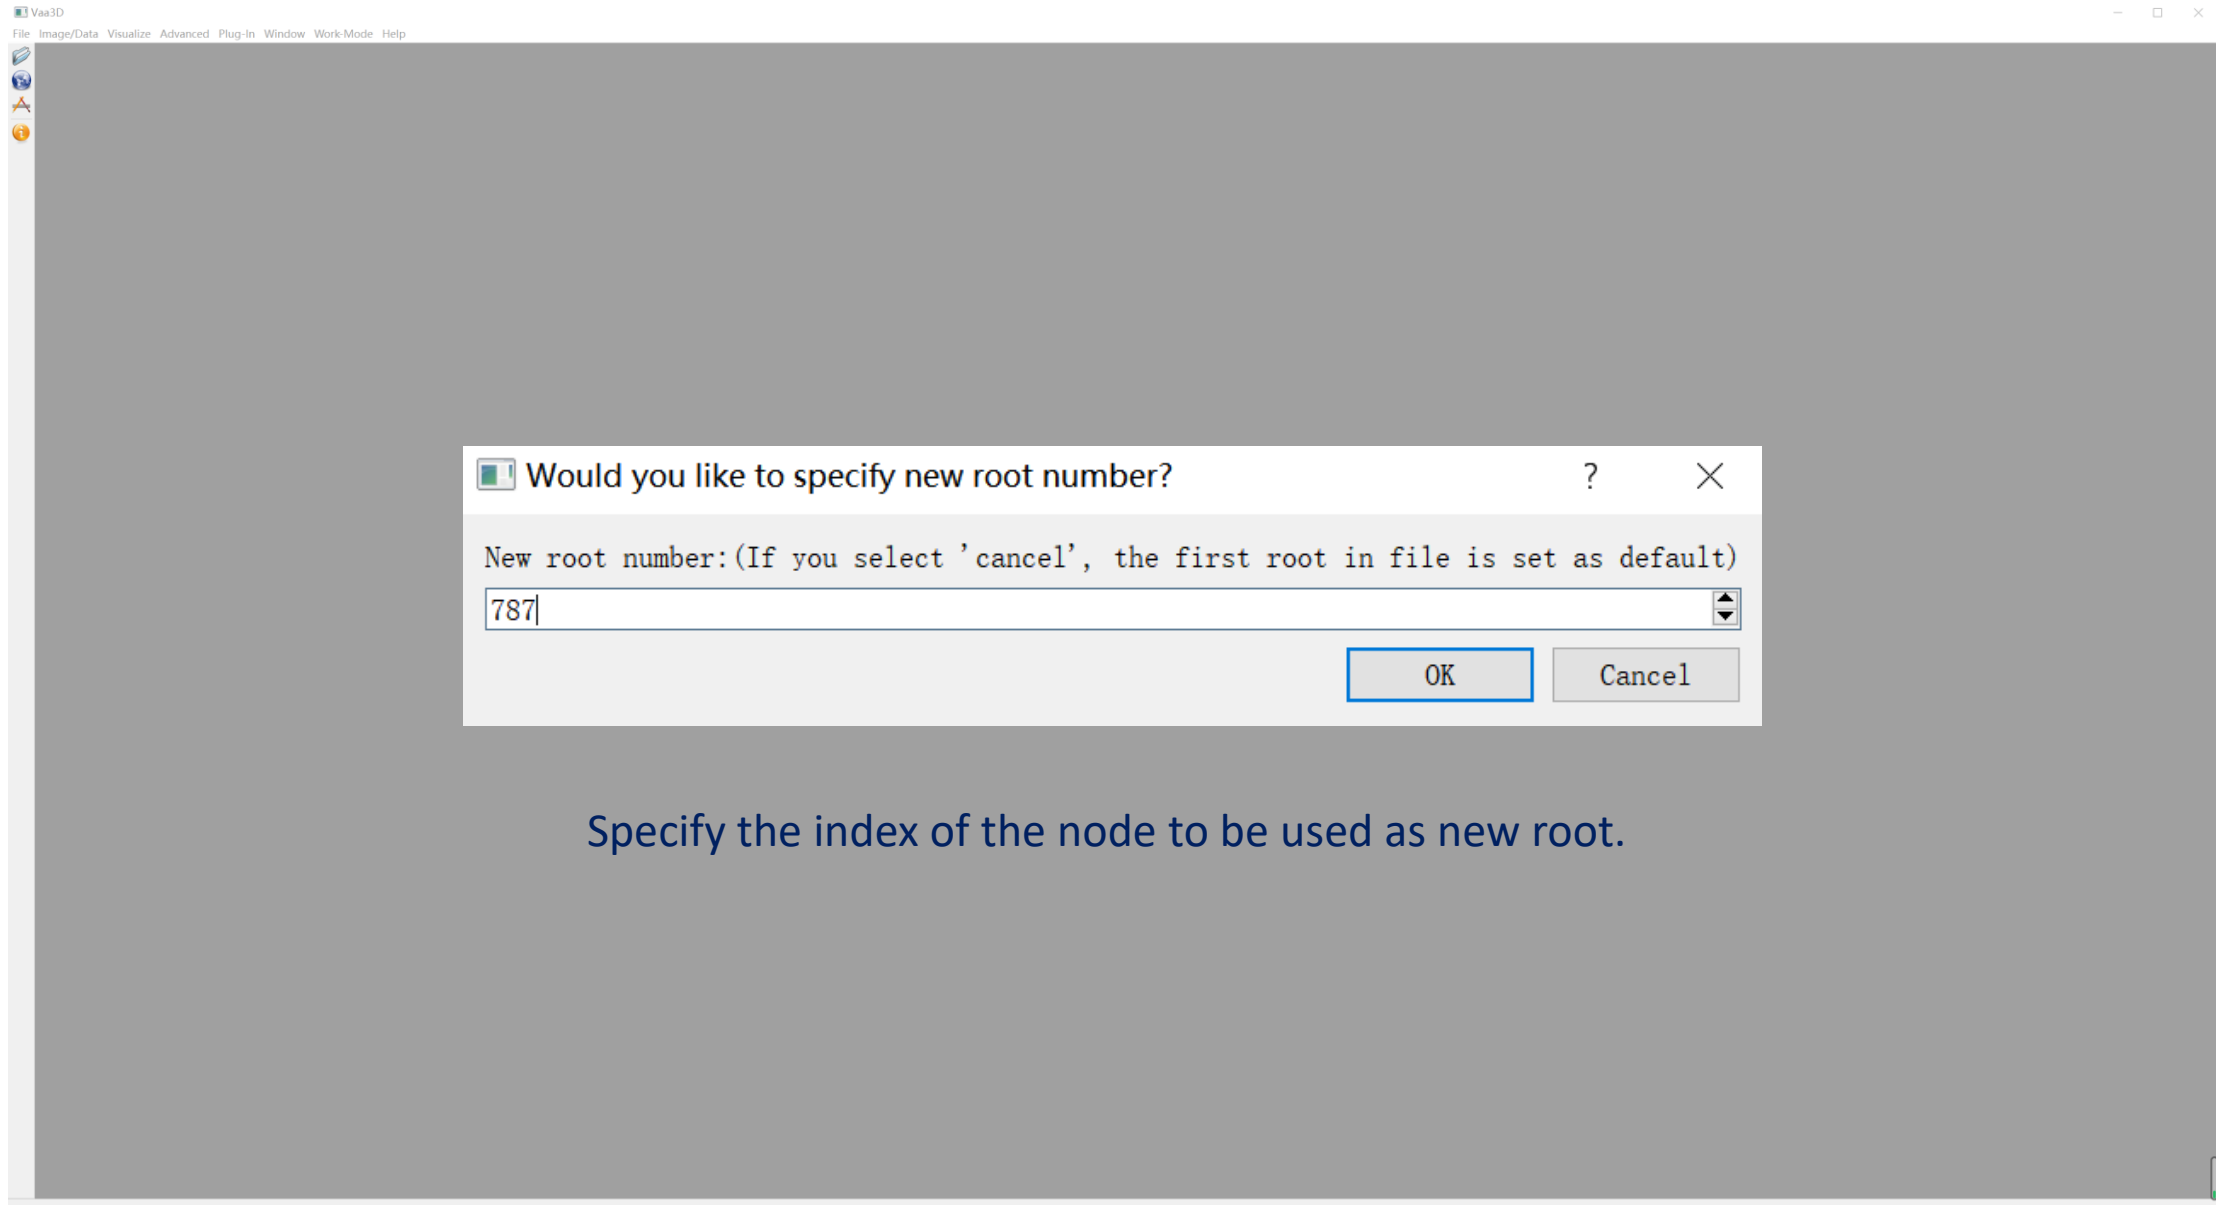 Vaa3D
File Image/Data Visualize Advanced Plug-In Window Work-Mode Help
Would you like to specify new root number?
New root number:(If you select 'cancel', the first root in file is set as default)
787
OK Cancel
Specify the index of the node to be used as new root.